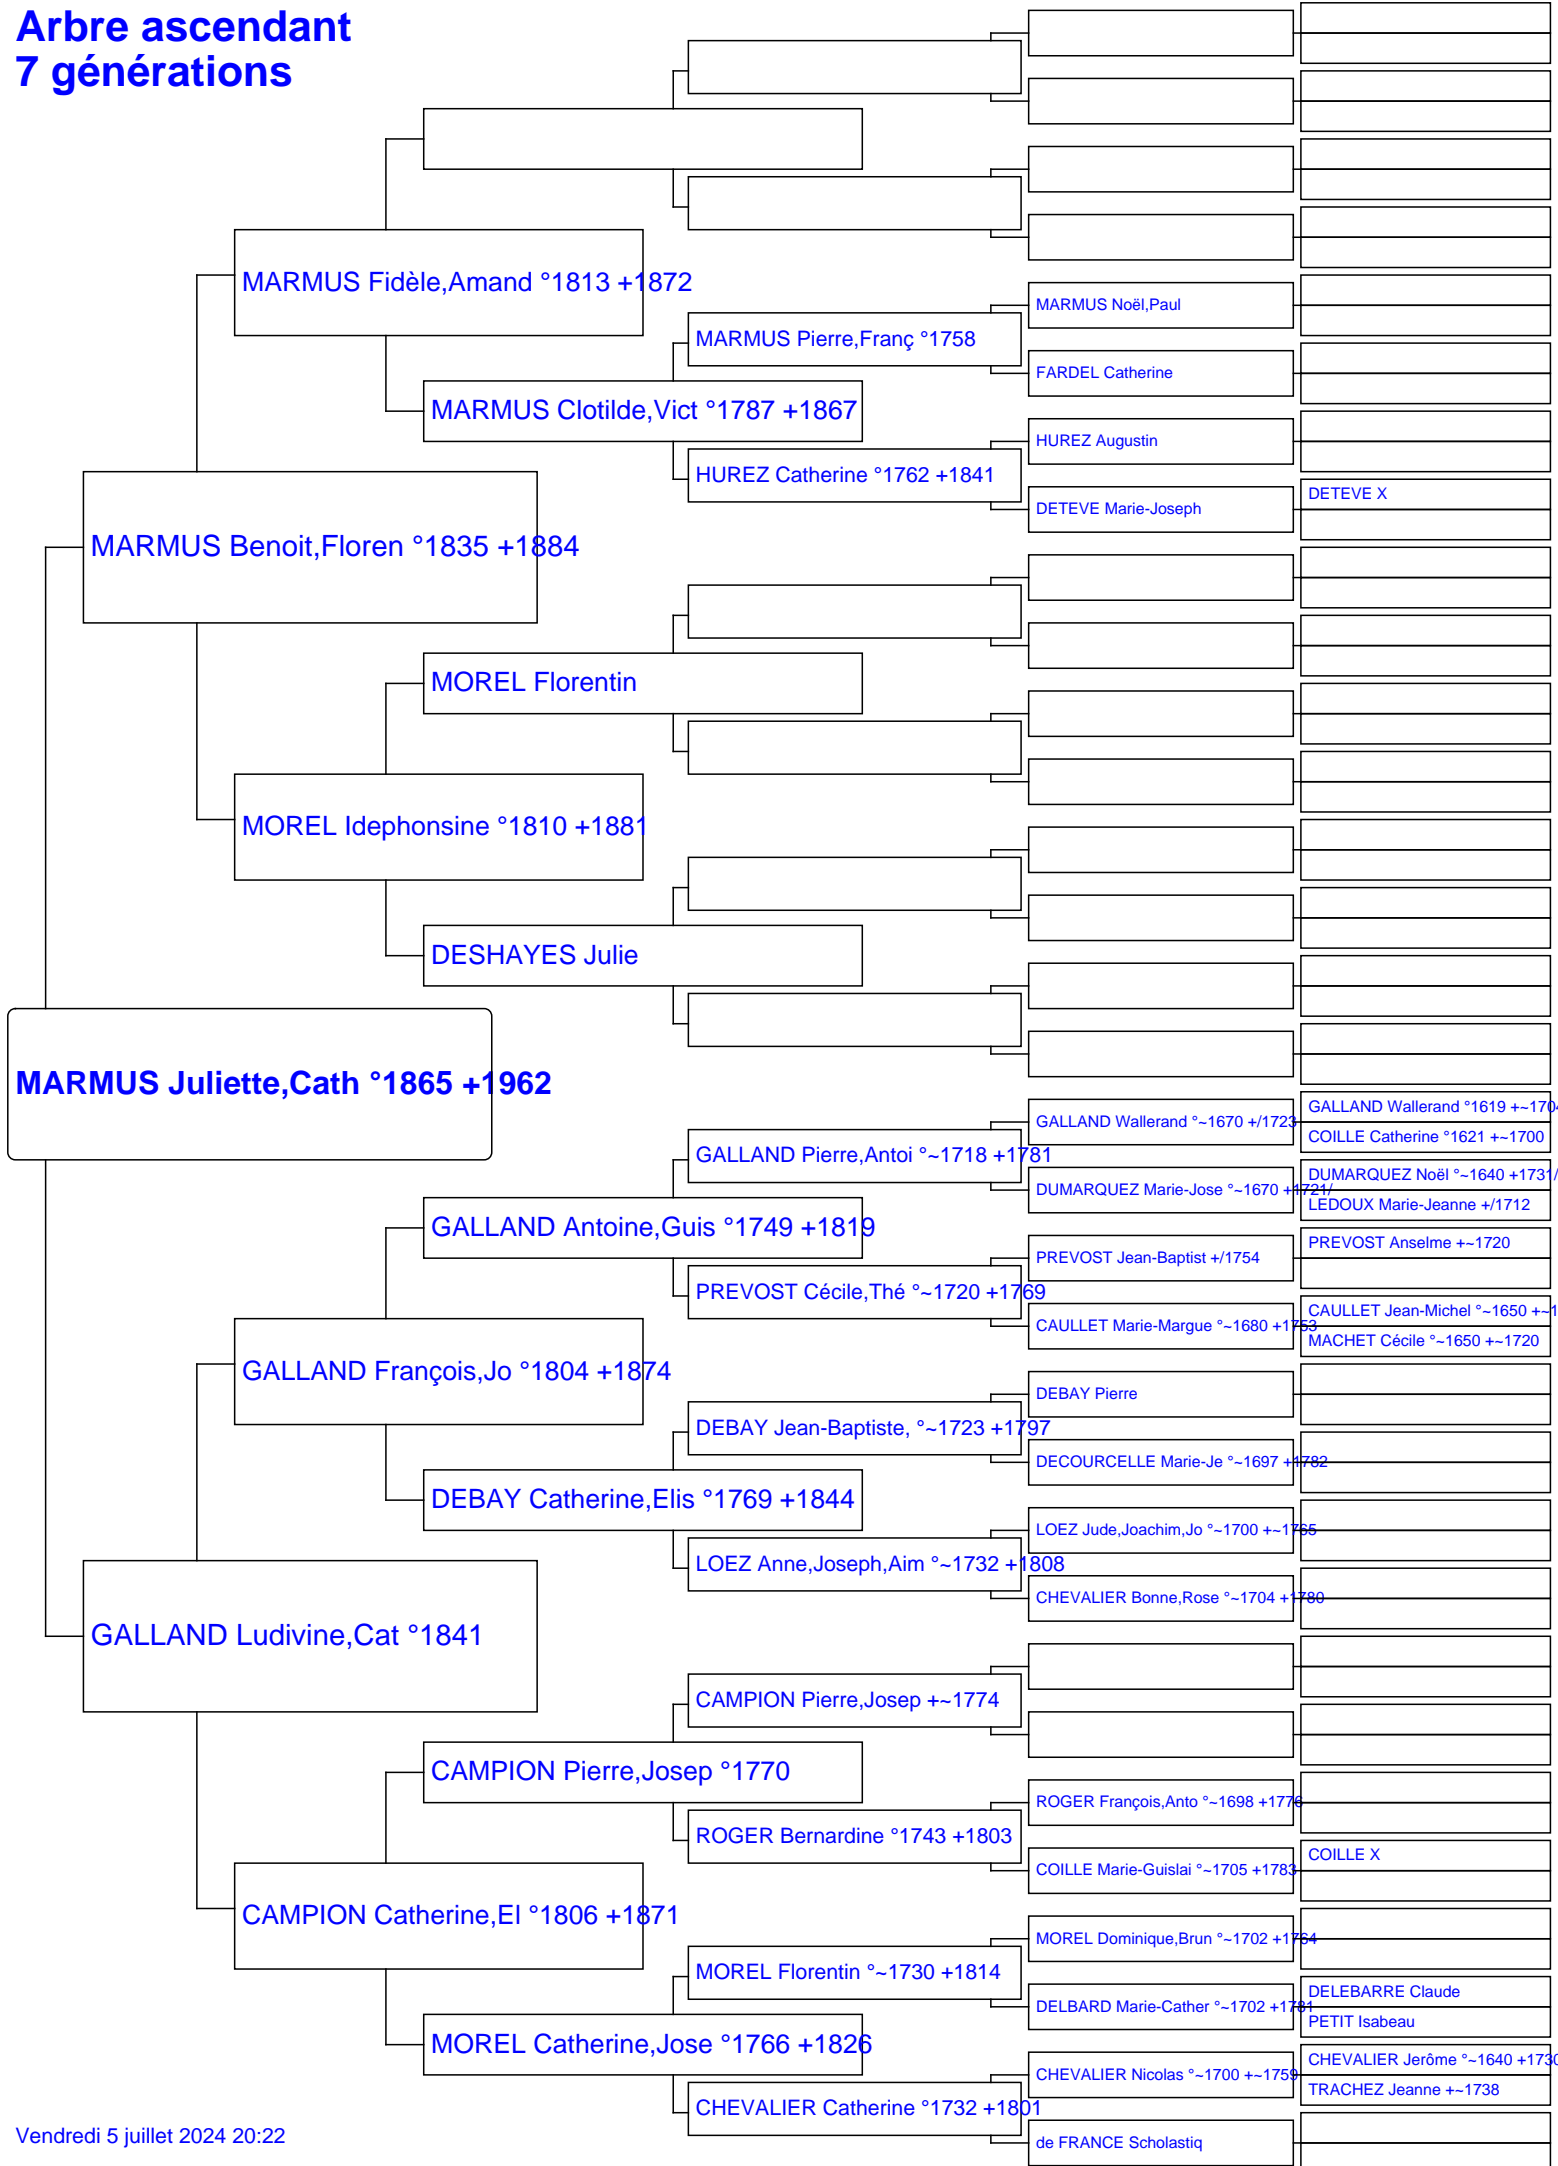 Arbre ascendant
7 générations
MARMUS Juliette,Cath °1865 +1962
MARMUS Benoit,Floren °1835 +1884
GALLAND Ludivine,Cat °1841
MARMUS Fidèle,Amand °1813 +1872
MOREL Idephonsine °1810 +1881
GALLAND François,Jo °1804 +1874
CAMPION Catherine,El °1806 +1871
MARMUS Clotilde,Vict °1787 +1867
MOREL Florentin
DESHAYES Julie
GALLAND Antoine,Guis °1749 +1819
DEBAY Catherine,Elis °1769 +1844
CAMPION Pierre,Josep °1770
MOREL Catherine,Jose °1766 +1826
MARMUS Pierre,Franç °1758
HUREZ Catherine °1762 +1841
GALLAND Pierre,Antoi °~1718 +1781
PREVOST Cécile,Thé °~1720 +1769
DEBAY Jean-Baptiste, °~1723 +1797
LOEZ Anne,Joseph,Aim °~1732 +1808
CAMPION Pierre,Josep +~1774
ROGER Bernardine °1743 +1803
MOREL Florentin °~1730 +1814
CHEVALIER Catherine °1732 +1801
MARMUS Noël,Paul
FARDEL Catherine
HUREZ Augustin
DETEVE Marie-Joseph
GALLAND Wallerand °~1670 +/1723
DUMARQUEZ Marie-Jose °~1670 +1721/
PREVOST Jean-Baptist +/1754
CAULLET Marie-Margue °~1680 +1753
DEBAY Pierre
DECOURCELLE Marie-Je °~1697 +1782
LOEZ Jude,Joachim,Jo °~1700 +~1765
CHEVALIER Bonne,Rose °~1704 +1780
ROGER François,Anto °~1698 +1776
COILLE Marie-Guislai °~1705 +1783
MOREL Dominique,Brun °~1702 +1764
DELBARD Marie-Cather °~1702 +1781
CHEVALIER Nicolas °~1700 +~1759
de FRANCE Scholastiq
DETEVE X
GALLAND Wallerand °1619 +~1704
COILLE Catherine °1621 +~1700
DUMARQUEZ Noël °~1640 +1731/
LEDOUX Marie-Jeanne +/1712
PREVOST Anselme +~1720
CAULLET Jean-Michel °~1650 +~1
MACHET Cécile °~1650 +~1720
COILLE X
DELEBARRE Claude
PETIT Isabeau
CHEVALIER Jerôme °~1640 +1730
TRACHEZ Jeanne +~1738
Vendredi 5 juillet 2024 20:22